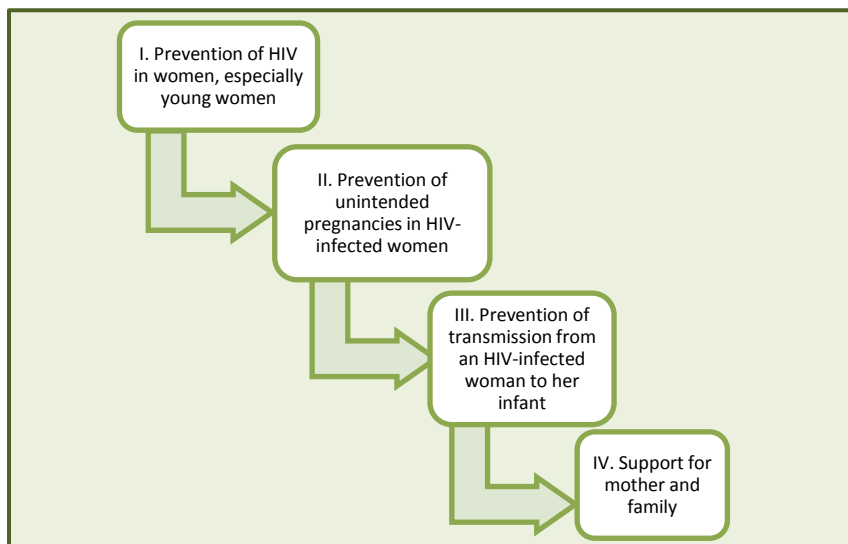 I. Prevention of HIV
in women, especially
young women
II. Prevention of
unintended
pregnancies in HIV-
infected women
III. Prevention of
transmission from
an HIV-infected
woman to her
infant
IV. Support for
mother and
family